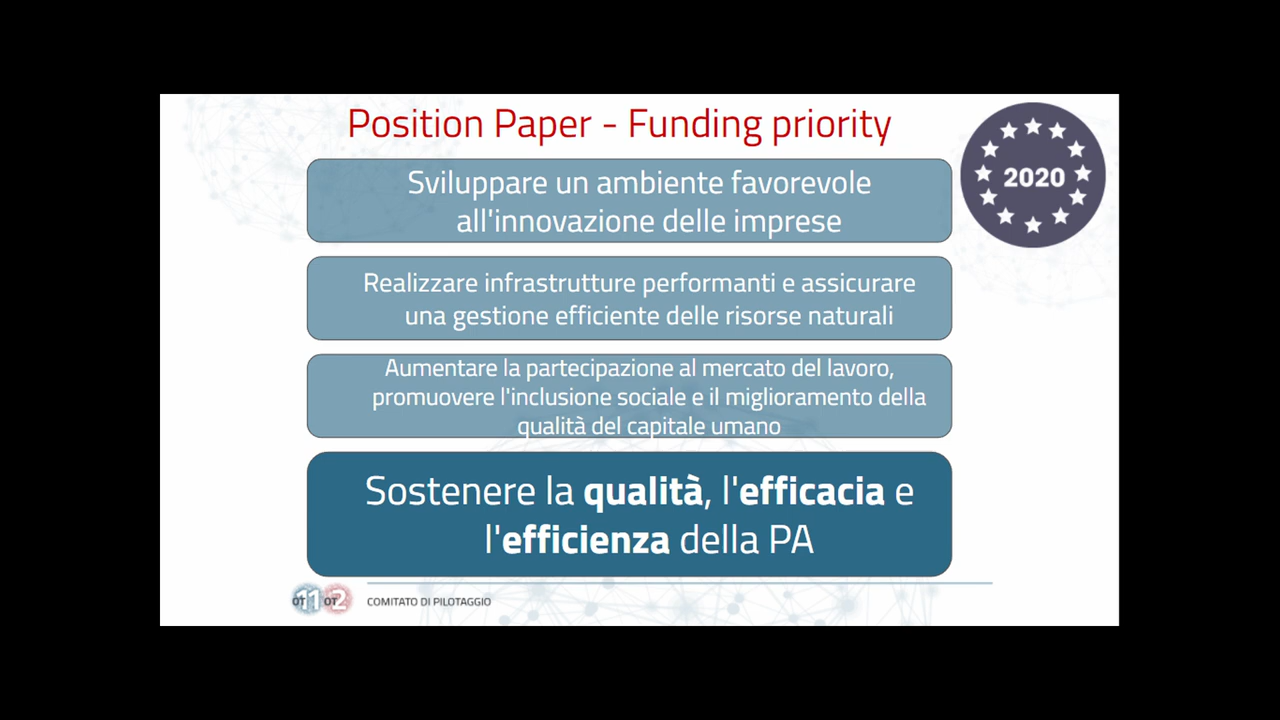 Position Paper - Funding priority
2020
Sviluppare un ambiente favorevole
all'innovazione delle imprese
Realizzare infrastrutture performanti e assicurare
una gestione efficiente delle risorse naturali
Aumentare la partecipazione al mercato del lavoro,
promuovere l'inclusione sociale e il miglioramento della
qualità del capitale umano
Sostenere la qualità, l'efficacia e
l'efficienza della PA
OT11 OT2 COMITATO DI PILOTAGGIO